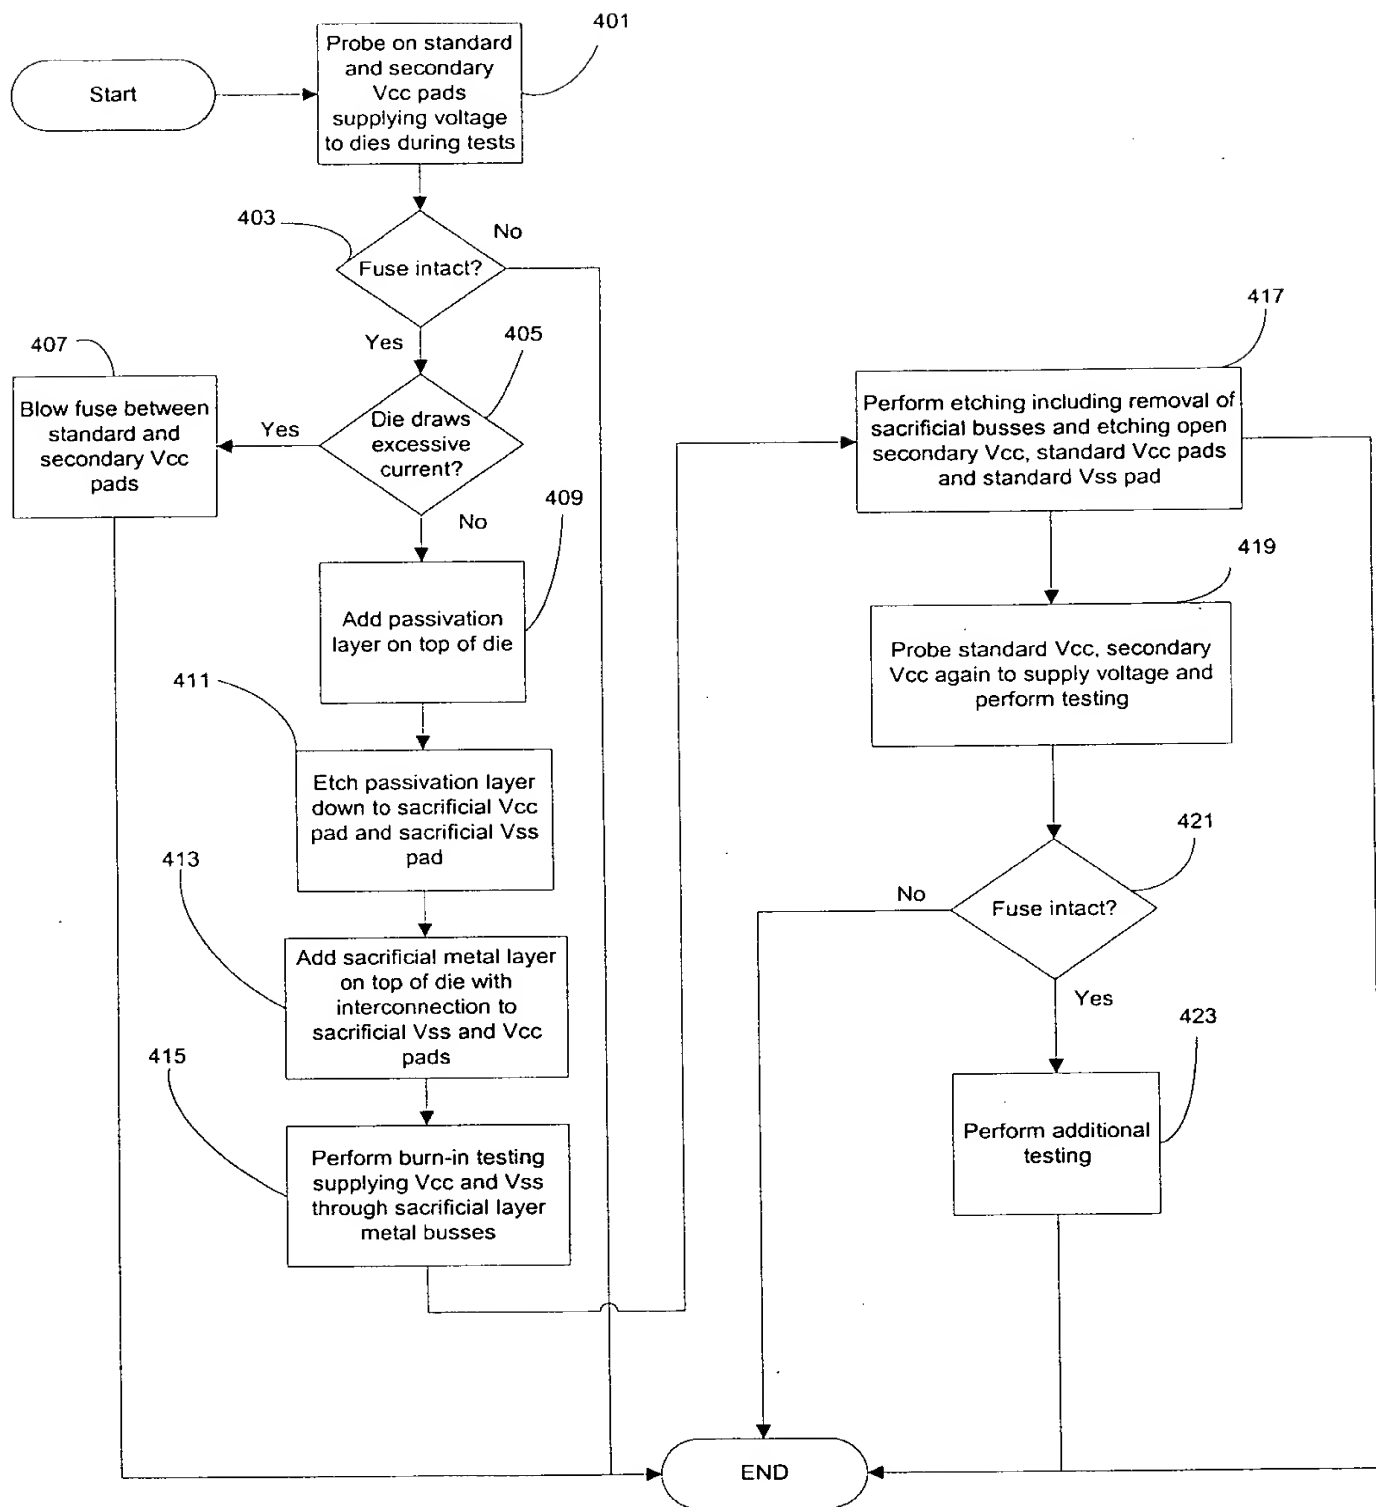 401
Start
Probe on standard
and secondary
Vcc pads
supplying voltage
to dies during tests
403
No
Fuse intact?
Yes
405
407
Blow fuse between
standard and
secondary Vcc
pads
Yes
Die draws
excessive
current?
No
409
Add passivation
layer on top of die
411
Etch passivation layer
down to sacrificial Vcc
pad and sacrificial Vss
pad
413
Add sacrificial metal layer
on top of die with
interconnection to
sacrificial Vss and Vcc
pads
415
Perform burn-in testing
supplying Vcc and Vss
through sacrificial layer
metal busses
417
Perform etching including removal of
sacrificial busses and etching open
secondary Vcc, standard Vcc pads
and standard Vss pad
419
Probe standard Vcc, secondary
Vcc again to supply voltage and
perform testing
421
No
Fuse intact?
Yes
423
Perform additional
testing
END